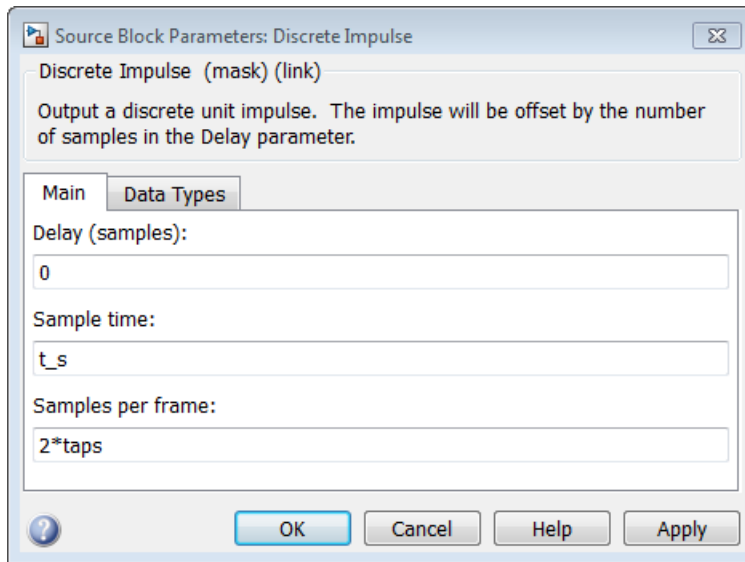 Source Block Parameters: Discrete Impulse
Discrete Impulse (mask) (link)
Output a discrete unit impulse. The impulse will be offset by the number
of samples in the Delay parameter.
Main Data Types
Delay (samples):
0
Sample time:
t_s
Samples per frame:
2*taps
? OK Cancel Help Apply